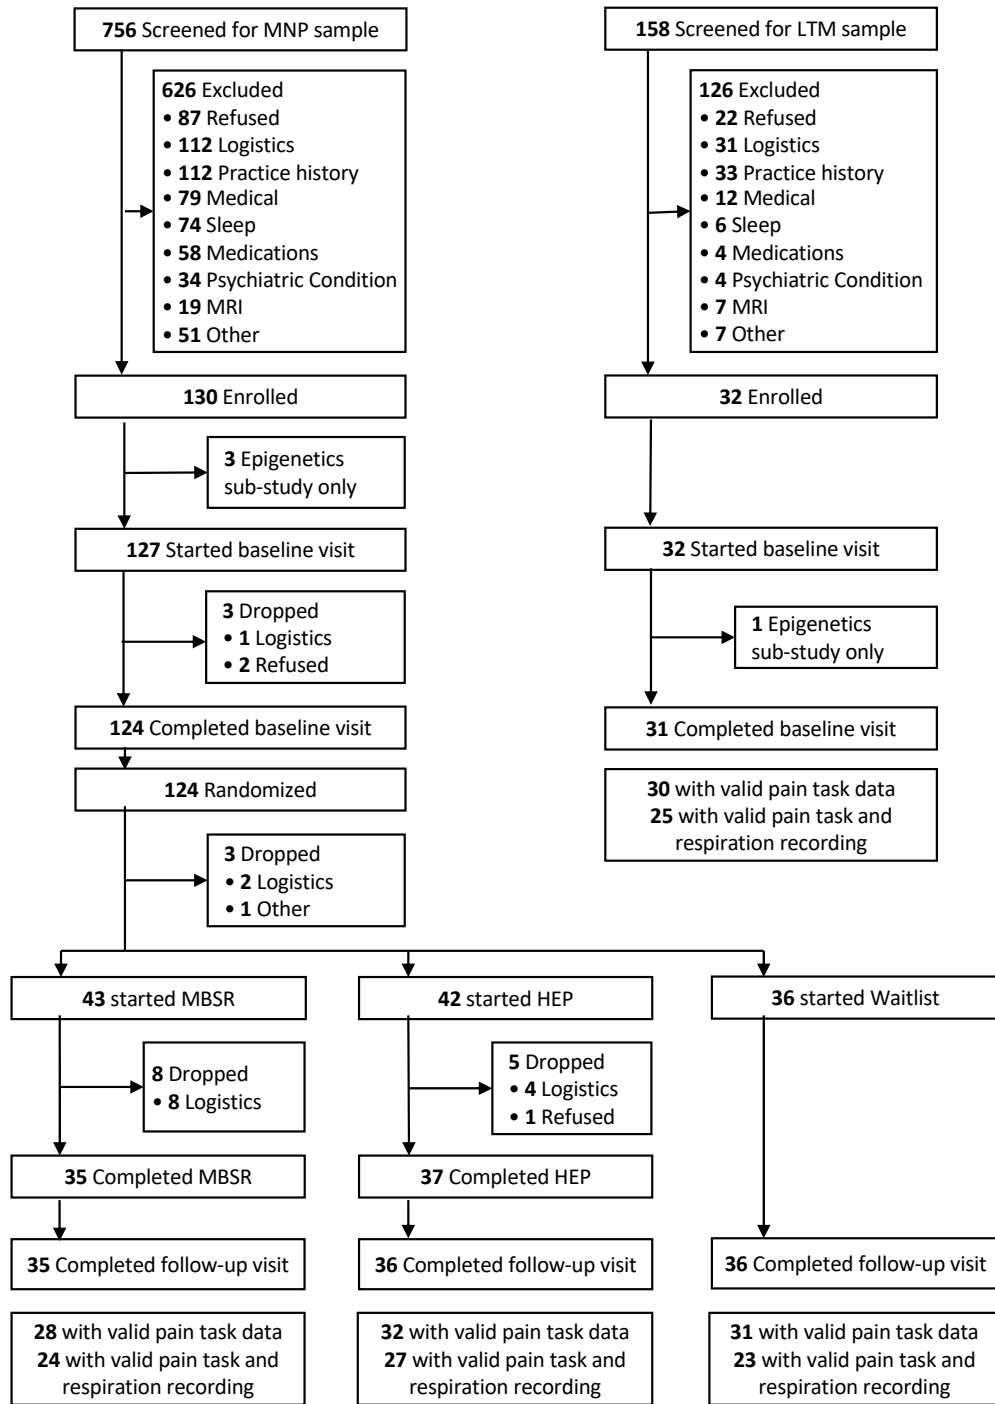 756 Screened for MNP sample
626 Excluded
• 87 Refused
• 112 Logistics
• 112 Practice history
• 79 Medical
• 74 Sleep
• 58 Medications
• 34 Psychiatric Condition
• 19 MRI
• 51 Other
130 Enrolled
3 Epigenetics
sub-study only
127 Started baseline visit
3 Dropped
• 1 Logistics
• 2 Refused
124 Completed baseline visit
124 Randomized
3 Dropped
• 2 Logistics
• 1 Other
158 Screened for LTM sample
126 Excluded
• 22 Refused
• 31 Logistics
• 33 Practice history
• 12 Medical
• 6 Sleep
• 4 Medications
• 4 Psychiatric Condition
• 7 MRI
• 7 Other
32 Enrolled
32 Started baseline visit
1 Epigenetics
sub-study only
31 Completed baseline visit
30 with valid pain task data
25 with valid pain task and
respiration recording
43 started MBSR
8 Dropped
• 8 Logistics
35 Completed MBSR
35 Completed follow-up visit
28 with valid pain task data
24 with valid pain task and
respiration recording
42 started HEP
5 Dropped
• 4 Logistics
• 1 Refused
37 Completed HEP
36 Completed follow-up visit
32 with valid pain task data
27 with valid pain task and
respiration recording
36 started Waitlist
36 Completed follow-up visit
31 with valid pain task data
23 with valid pain task and
respiration recording